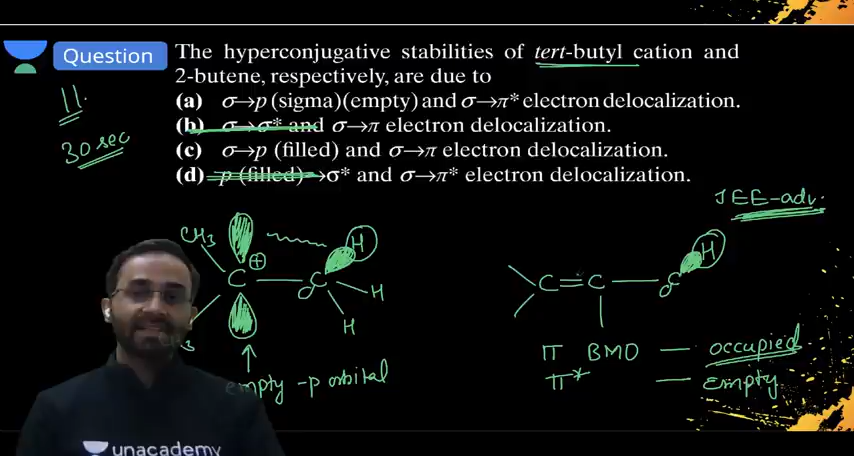 Question
The hyperconjugative stabilities of tert-butyl cation and
2-butene, respectively, are due to
(a) σ→p (sigma)(empty) and σ→π* electron delocalization.
(b) σ→σ* and σ→π electron delocalization.
(c) σ→p (filled) and σ→π electron delocalization.
(d) p (filled)→σ* and σ→π* electron delocalization.
11.
30 sec
JEE-adv.
CH3
C ⊕ C H
H
H
3
empty -p orbital
C = C C H
π BMO — occupied
π* — Empty
unacademy